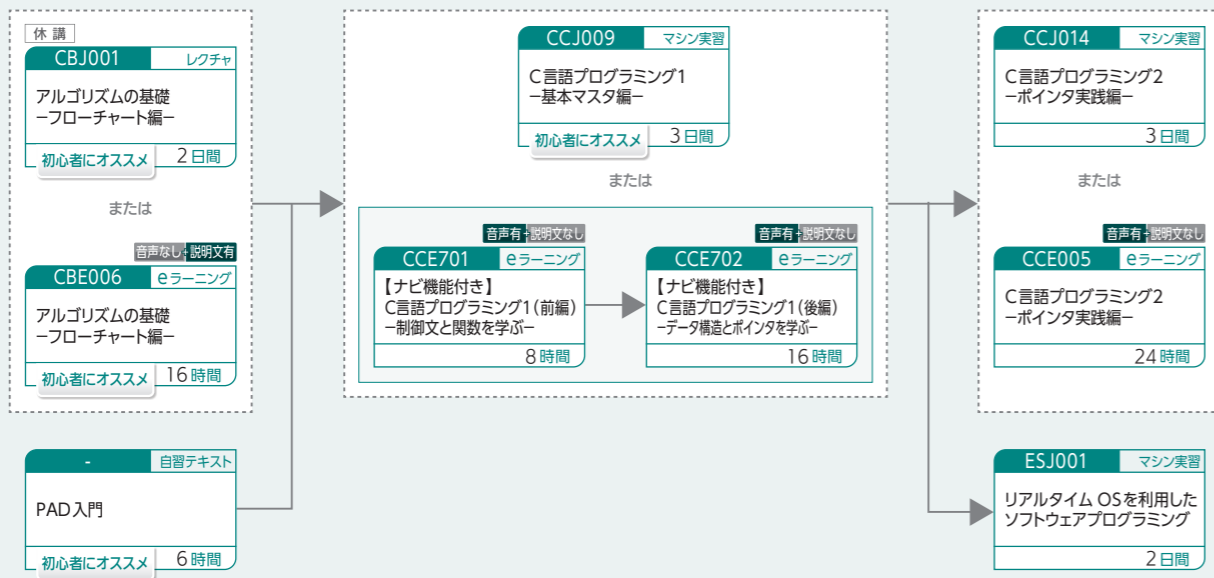 休 講
CBJ001 レクチャ
アルゴリズムの基礎
－フローチャート編－
初心者にオススメ 2日間
または
音声なし+説明文有
CBE006 eラーニング
アルゴリズムの基礎
－フローチャート編－
初心者にオススメ 16時間
- 自習テキスト
PAD入門
初心者にオススメ 6時間
CCJ009 マシン実習
C言語プログラミング1
－基本マスタ編－
初心者にオススメ 3日間
または
音声有+説明文なし
CCE701 eラーニング
【ナビ機能付き】
C言語プログラミング1（前編）
－制御文と関数を学ぶ－
8時間
音声有+説明文なし
CCE702 eラーニング
【ナビ機能付き】
C言語プログラミング1（後編）
－データ構造とポインタを学ぶ－
16時間
CCJ014 マシン実習
C言語プログラミング2
－ポインタ実践編－
3日間
または
音声有+説明文なし
CCE005 eラーニング
C言語プログラミング2
－ポインタ実践編－
24時間
ESJ001 マシン実習
リアルタイム OSを利用した
ソフトウェアプログラミング
2日間